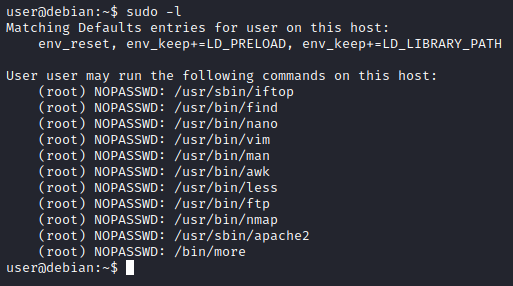 user@debian:~$ sudo -l
Matching Defaults entries for user on this host:
    env_reset, env_keep+=LD_PRELOAD, env_keep+=LD_LIBRARY_PATH

User user may run the following commands on this host:
    (root) NOPASSWD: /usr/sbin/iftop
    (root) NOPASSWD: /usr/bin/find
    (root) NOPASSWD: /usr/bin/nano
    (root) NOPASSWD: /usr/bin/vim
    (root) NOPASSWD: /usr/bin/man
    (root) NOPASSWD: /usr/bin/awk
    (root) NOPASSWD: /usr/bin/less
    (root) NOPASSWD: /usr/bin/ftp
    (root) NOPASSWD: /usr/bin/nmap
    (root) NOPASSWD: /usr/sbin/apache2
    (root) NOPASSWD: /bin/more
user@debian:~$